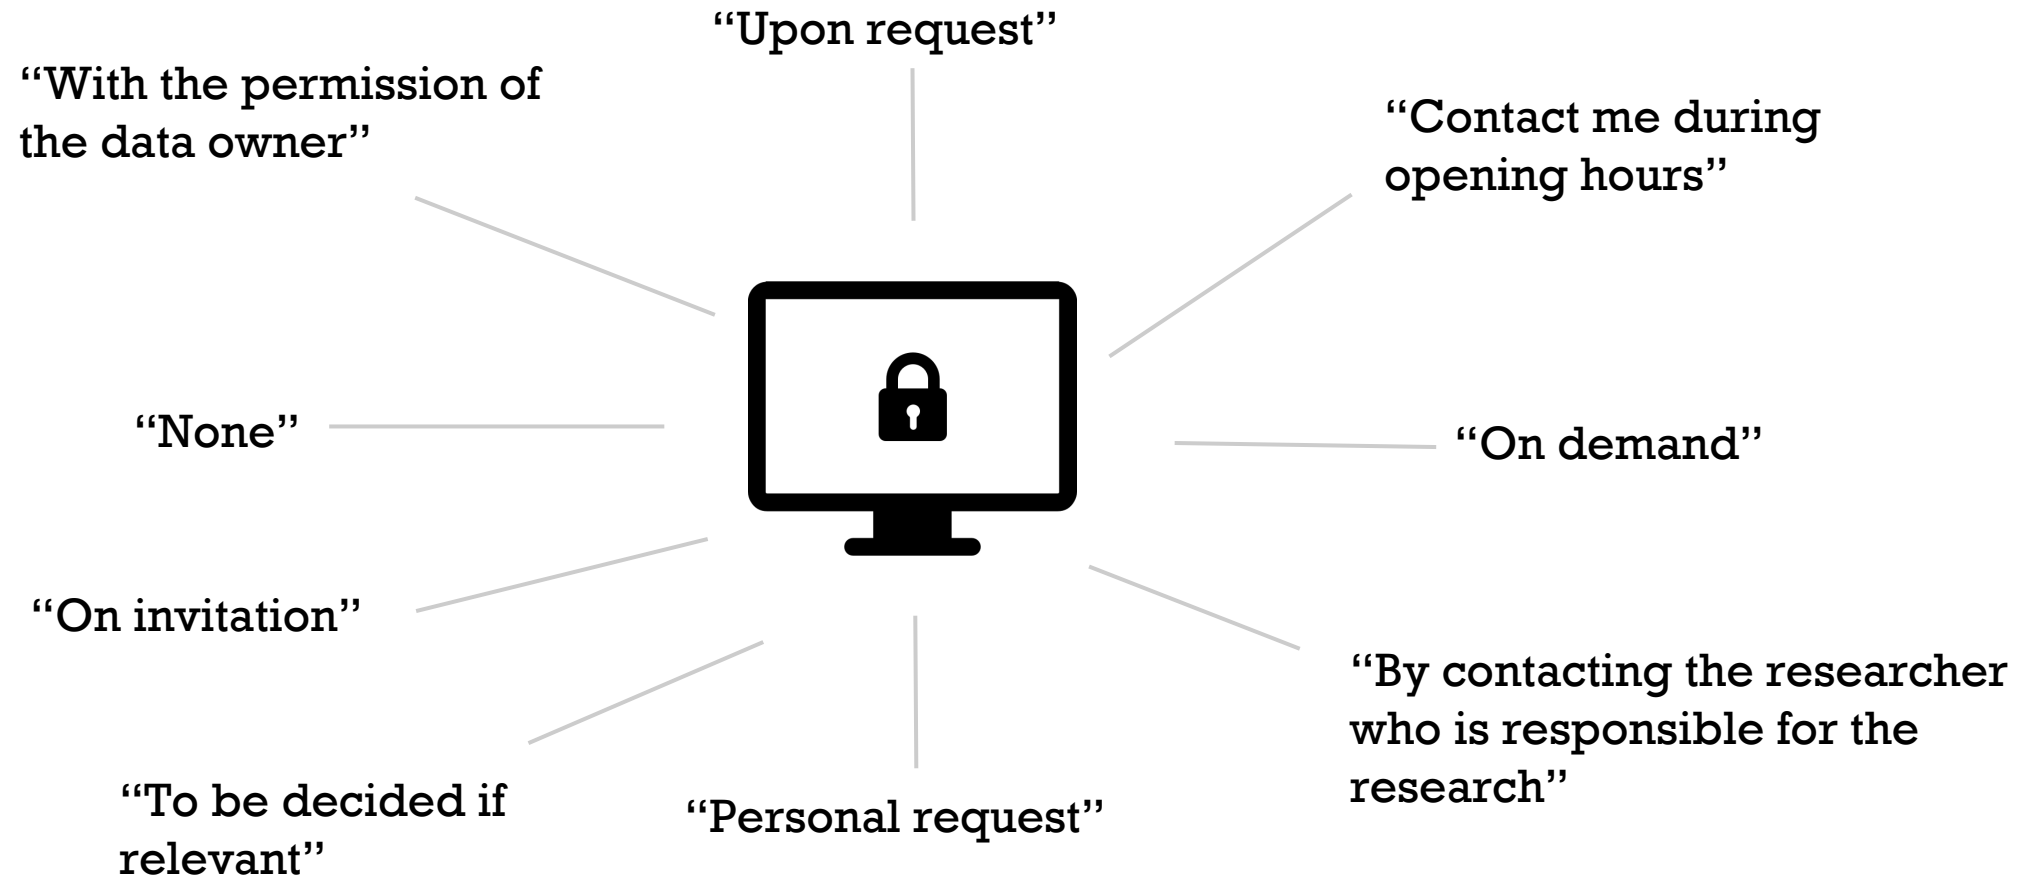 “Upon request”
“With the permission of
the data owner”
“Contact me during
opening hours”
“None”
“On demand”
“On invitation”
“By contacting the researcher
who is responsible for the
research”
“To be decided if
relevant”
“Personal request”